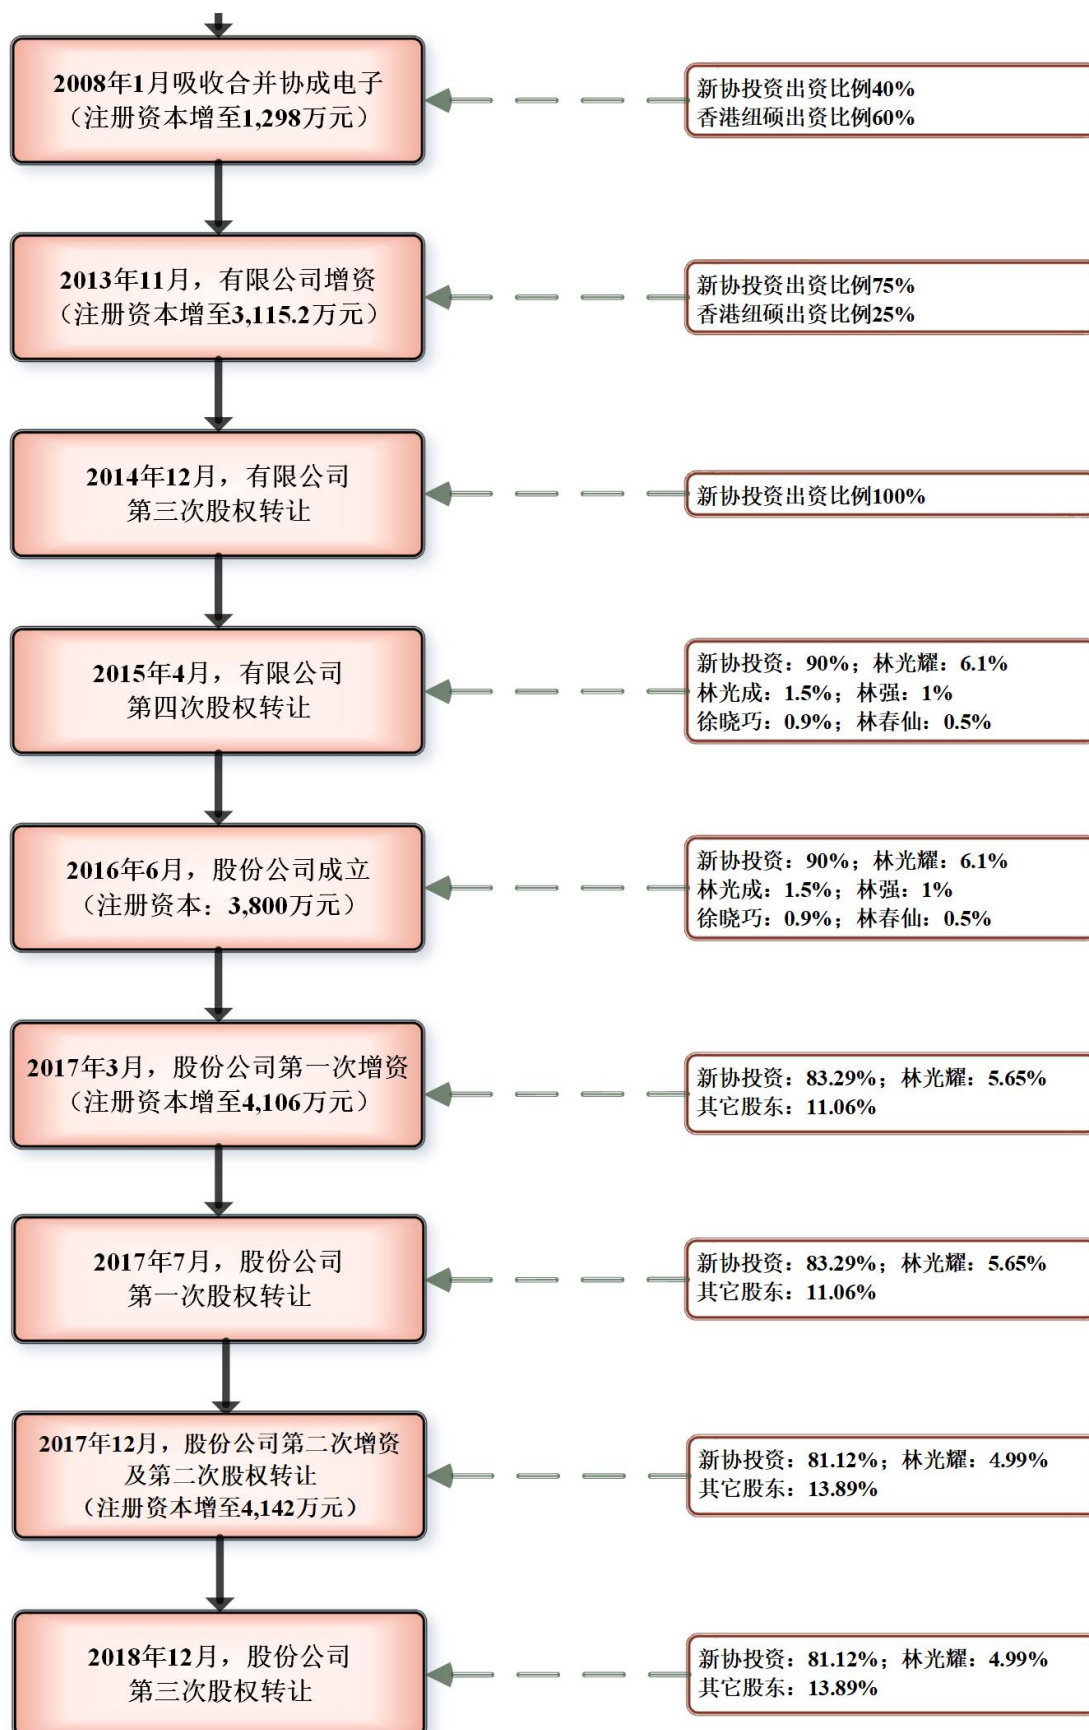 2008年1月吸收合并协成电子
（注册资本增至1,298万元）
新协投资出资比例40%
香港纽硕出资比例60%
2013年11月，有限公司增资
（注册资本增至3,115.2万元）
新协投资出资比例75%
香港纽硕出资比例25%
2014年12月，有限公司
第三次股权转让
新协投资出资比例100%
2015年4月，有限公司
第四次股权转让
新协投资：90%；林光耀：6.1%
林光成：1.5%；林强：1%
徐晓巧：0.9%；林春仙：0.5%
2016年6月，股份公司成立
（注册资本：3,800万元）
新协投资：90%；林光耀：6.1%
林光成：1.5%；林强：1%
徐晓巧：0.9%；林春仙：0.5%
2017年3月，股份公司第一次增资
（注册资本增至4,106万元）
新协投资：83.29%；林光耀：5.65%
其它股东：11.06%
2017年7月，股份公司
第一次股权转让
新协投资：83.29%；林光耀：5.65%
其它股东：11.06%
2017年12月，股份公司第二次增资
及第二次股权转让
（注册资本增至4,142万元）
新协投资：81.12%；林光耀：4.99%
其它股东：13.89%
2018年12月，股份公司
第三次股权转让
新协投资：81.12%；林光耀：4.99%
其它股东：13.89%